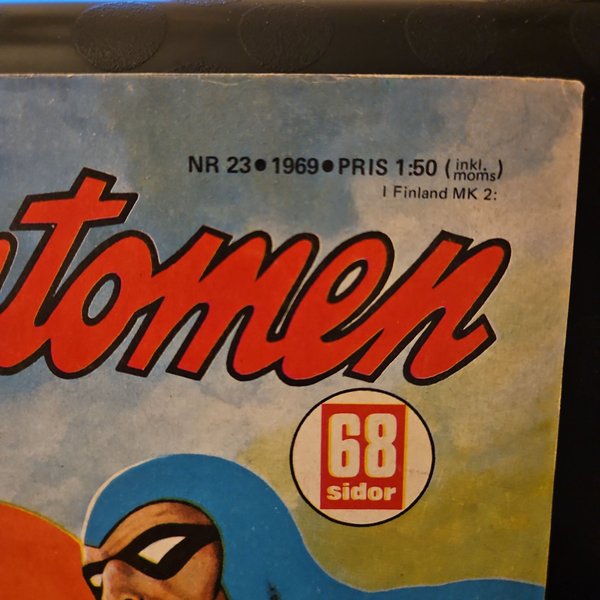 NR 23●1969●PRIS 1:50 (inkl. moms)
I Finland MK 2:
ntomen
68
sidor